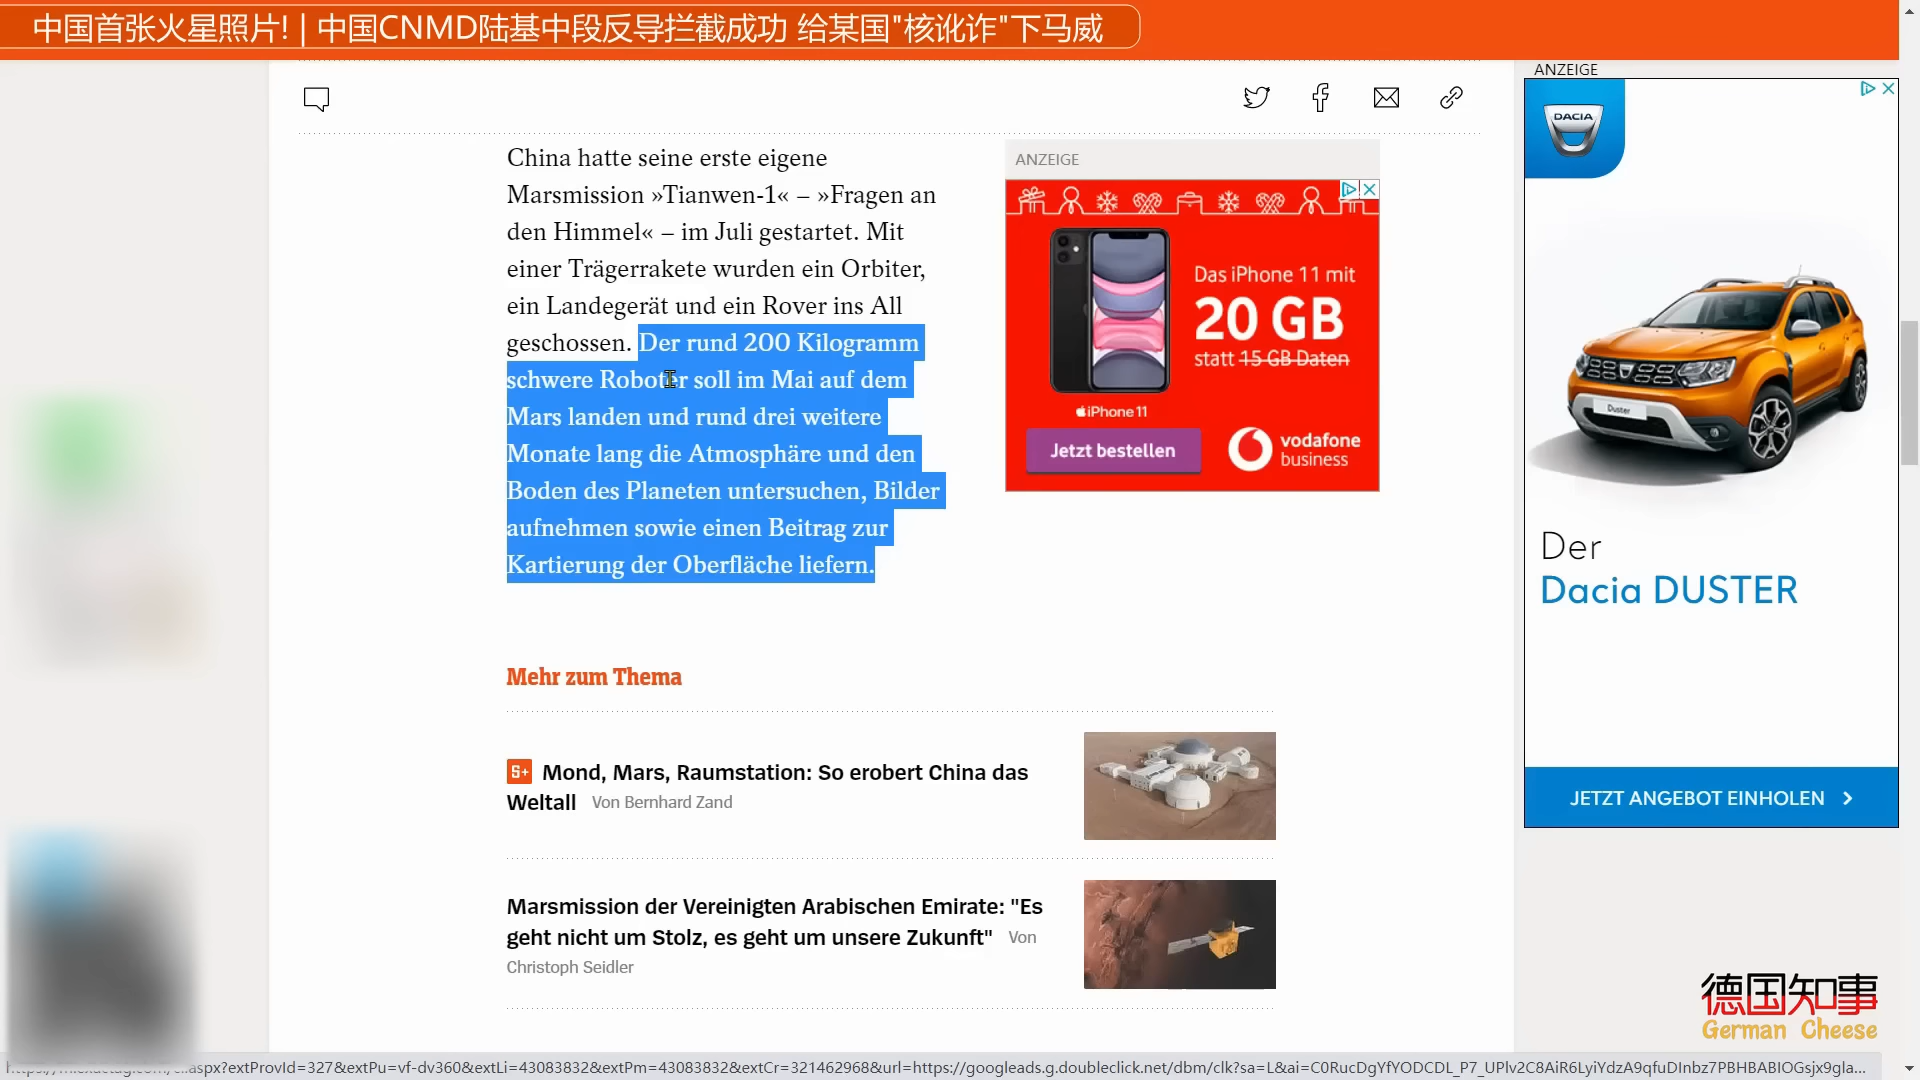 中国首张火星照片! | 中国CNMD陆基中段反导拦截成功 给某国"核讹诈"下马威
ANZEIGE
DACIA
China hatte seine erste eigene
Marsmission »Tianwen-1« – »Fragen an
den Himmel« – im Juli gestartet. Mit
einer Trägerrakete wurden ein Orbiter,
ein Landegerät und ein Rover ins All
geschossen. Der rund 200 Kilogramm
schwere Roboter soll im Mai auf dem
Mars landen und rund drei weitere
Monate lang die Atmosphäre und den
Boden des Planeten untersuchen, Bilder
aufnehmen sowie einen Beitrag zur
Kartierung der Oberfläche liefern.
ANZEIGE
Das iPhone 11 mit
20 GB
statt 15 GB Daten
iPhone 11
Jetzt bestellen
vodafone
business
Duster
Der
Dacia DUSTER
JETZT ANGEBOT EINHOLEN
Mehr zum Thema
S+ Mond, Mars, Raumstation: So erobert China das
Weltall Von Bernhard Zand
Marsmission der Vereinigten Arabischen Emirate: "Es
geht nicht um Stolz, es geht um unsere Zukunft" Von
Christoph Seidler
德国知事
German Cheese